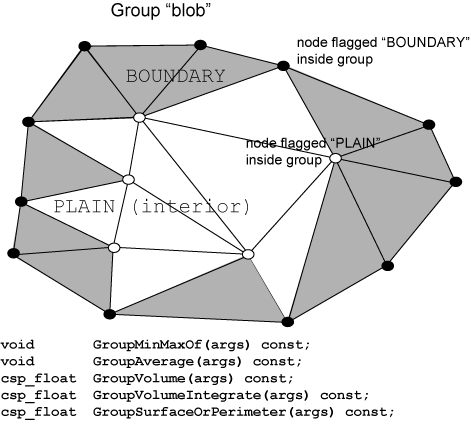 Group “blob”
node flagged “BOUNDARY”
inside group
BOUNDARY
node flagged “PLAIN”
inside group
PLAIN (interior)
void GroupMinMaxOf(args) const;
void GroupAverage(args) const;
csp_float GroupVolume(args) const;
csp_float GroupVolumeIntegrate(args) const;
csp_float GroupSurfaceOrPerimeter(args) const;